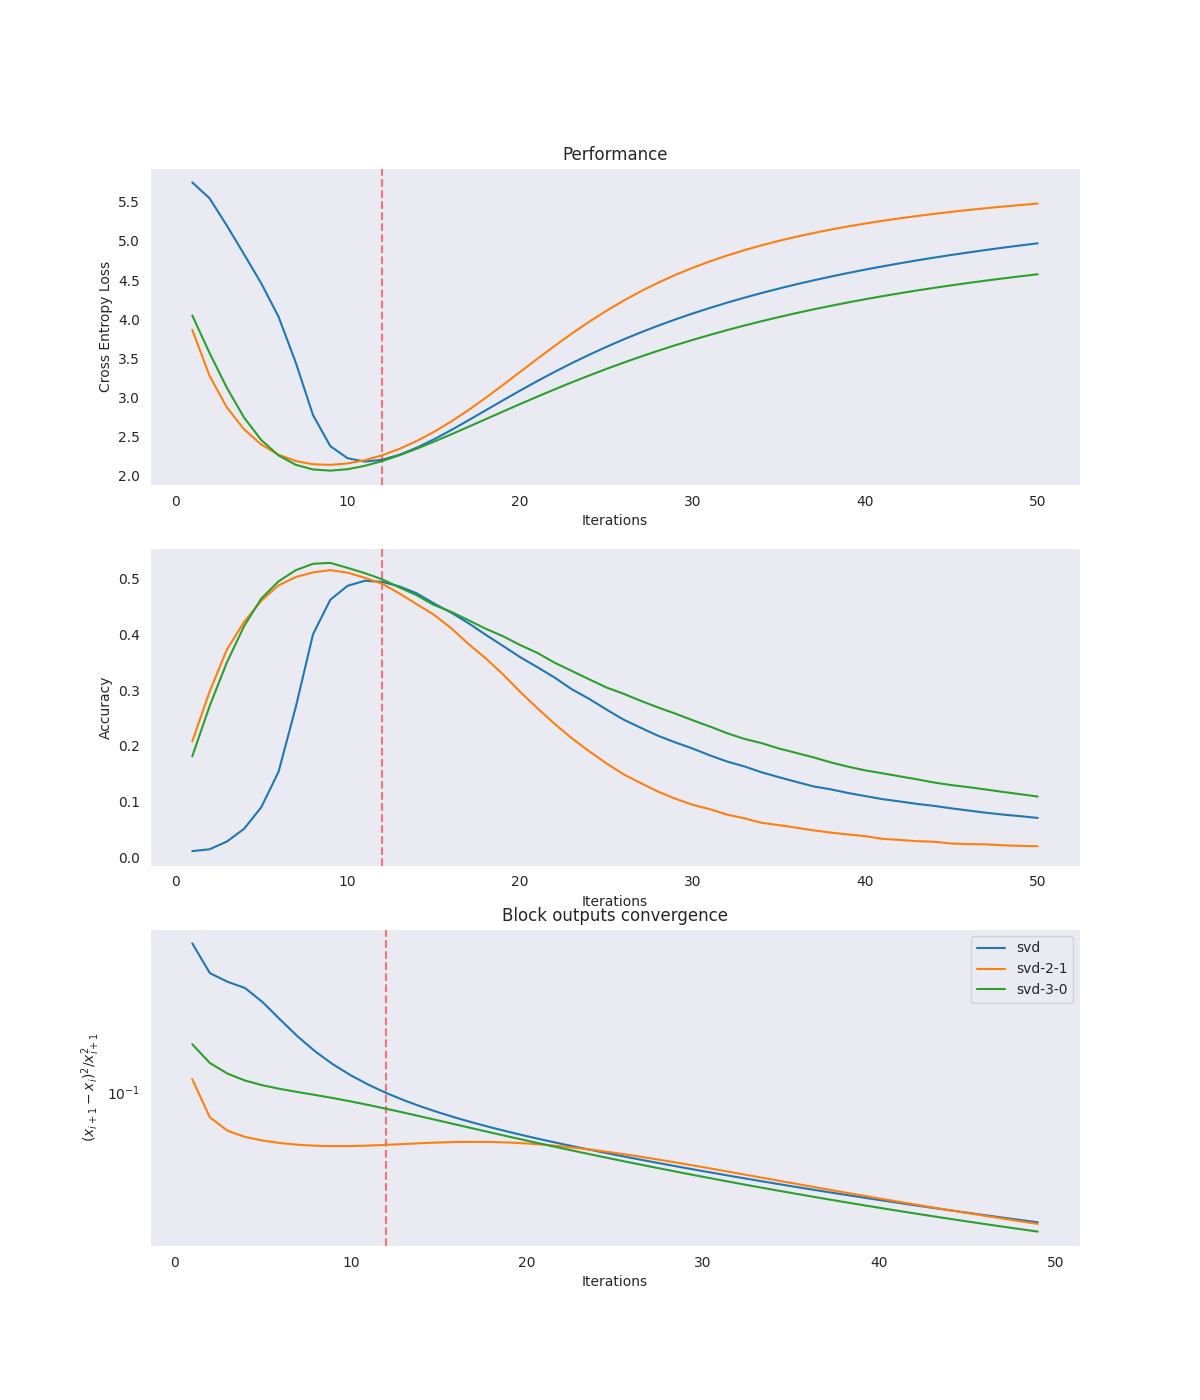 Performance
Cross Entropy Loss
5.5
5.0
4.5
4.0
3.5
3.0
2.5
2.0
0 10 20 30 40 50
Iterations
Accuracy
0.5
0.4
0.3
0.2
0.1
0.0
0 10 20 30 40 50
Iterations
Block outputs convergence
svd
svd-2-1
svd-3-0
$(x_{i+1} - x_i)^2/x_{i+1}^2$
$10^{-1}$
0 10 20 30 40 50
Iterations